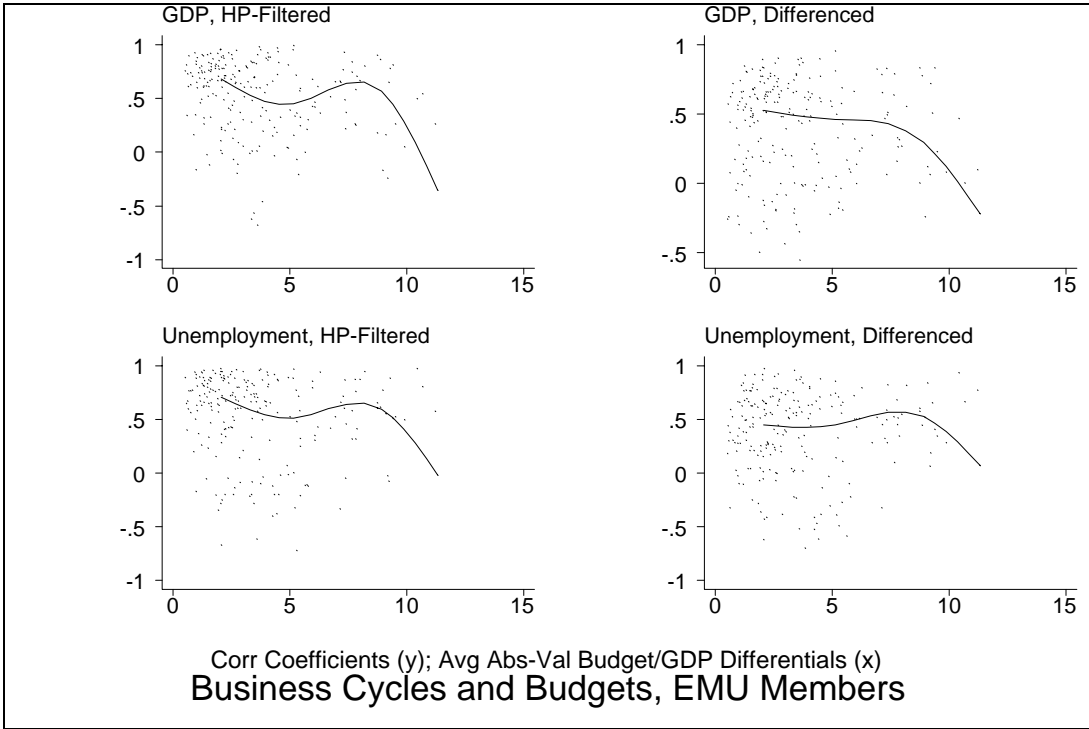 GDP, HP-Filtered
1
.5
0
-.5
-1
0 5 10 15
GDP, Differenced
1
.5
0
-.5
0 5 10 15
Unemployment, HP-Filtered
1
.5
0
-.5
-1
0 5 10 15
Unemployment, Differenced
1
.5
0
-.5
-1
0 5 10 15
Corr Coefficients (y); Avg Abs-Val Budget/GDP Differentials (x)
Business Cycles and Budgets, EMU Members